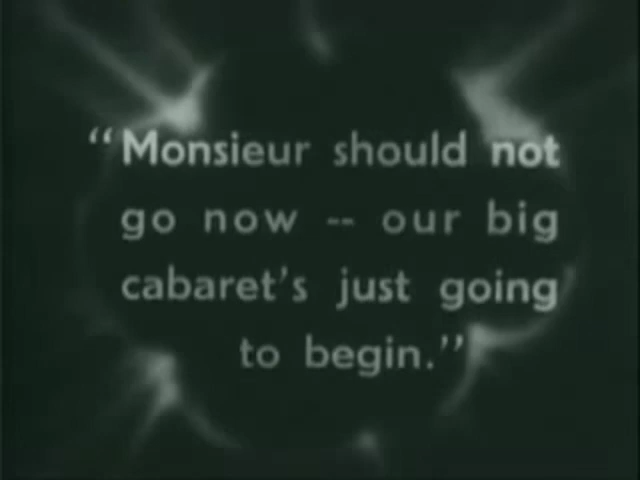 “Monsieur should not
go now -- our big
cabaret's just going
to begin.”